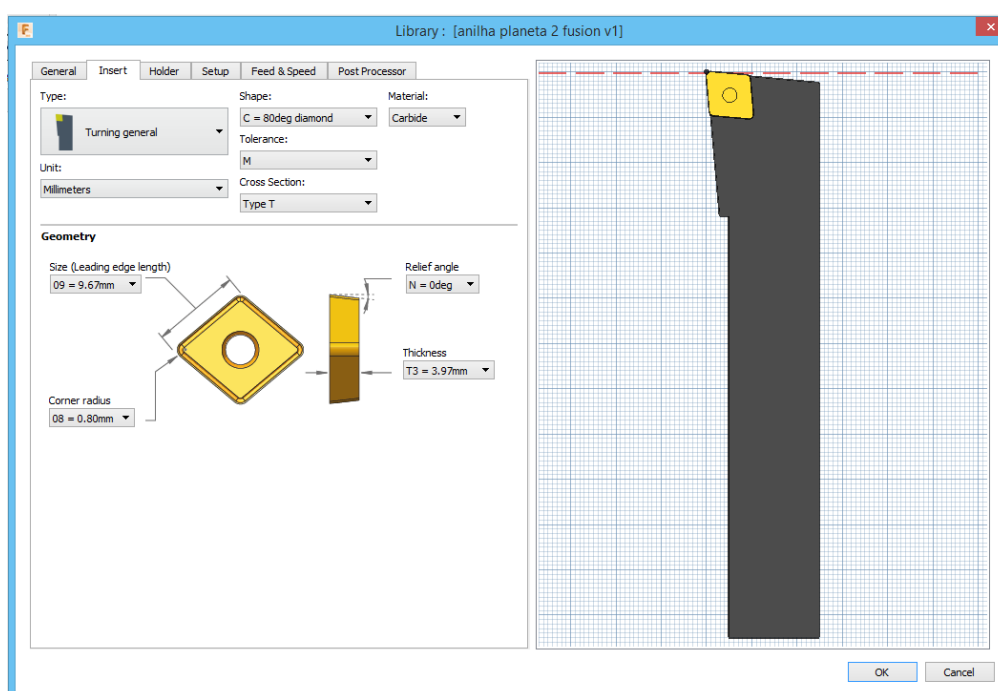 Library : [anilha planeta 2 fusion v1]
General Insert Holder Setup Feed & Speed Post Processor
Type: Shape: Material:
Turning general C = 80deg diamond Carbide
Tolerance:
M
Unit:
Millimeters
Cross Section:
Type T
Geometry
Size (Leading edge length) Relief angle
09 = 9.67mm N = 0deg
Thickness
T3 = 3.97mm
Corner radius
08 = 0.80mm
OK Cancel